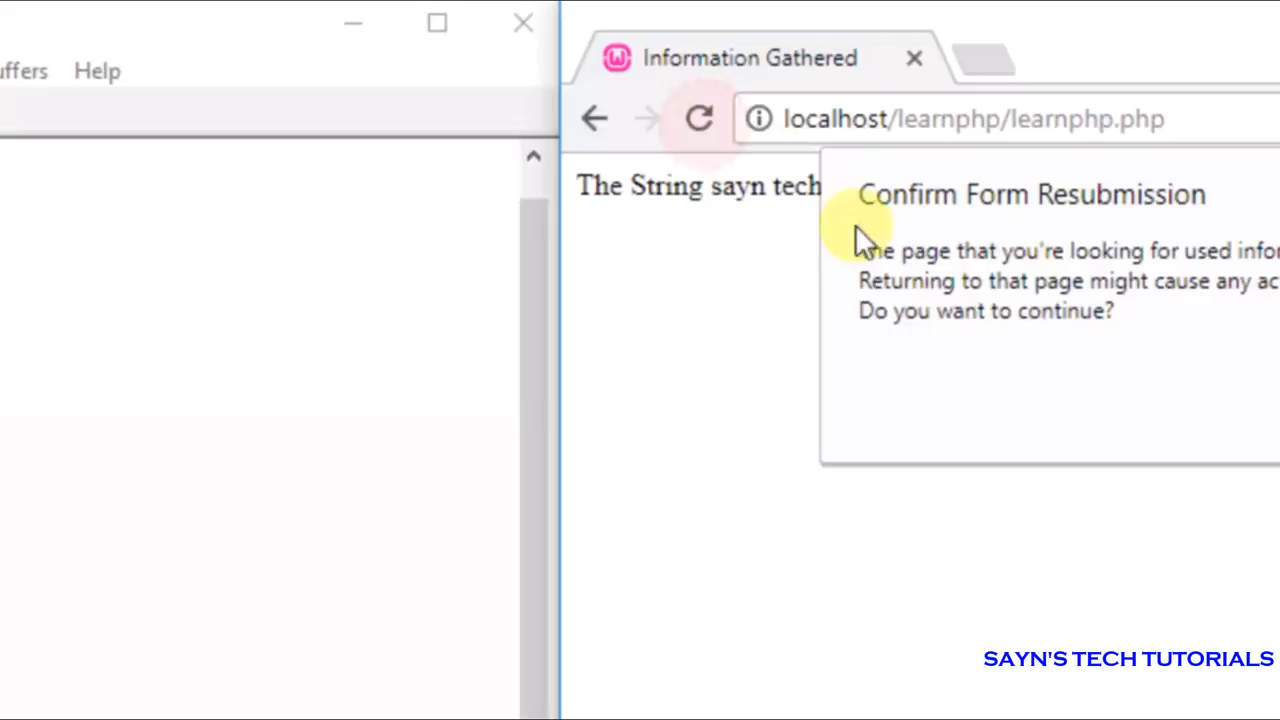 Help
Information Gathered
localhost/learnphp/learnphp.php
The String sayn tech
Confirm Form Resubmission
page that you're looking for used
Returning to that page might cause any
Do you want to continue?
SAYN'S TECH TUTORIALS